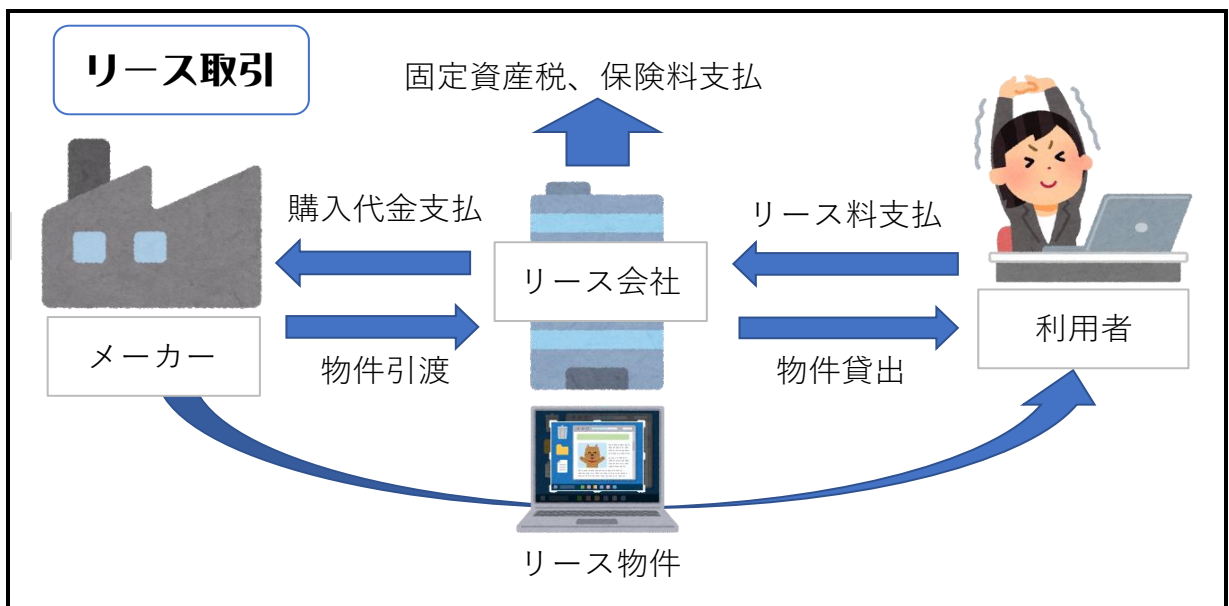 リース取引
固定資産税、保険料支払
購入代金支払
リース料支払
リース会社
メーカー
利用者
物件引渡
物件貸出
リース物件